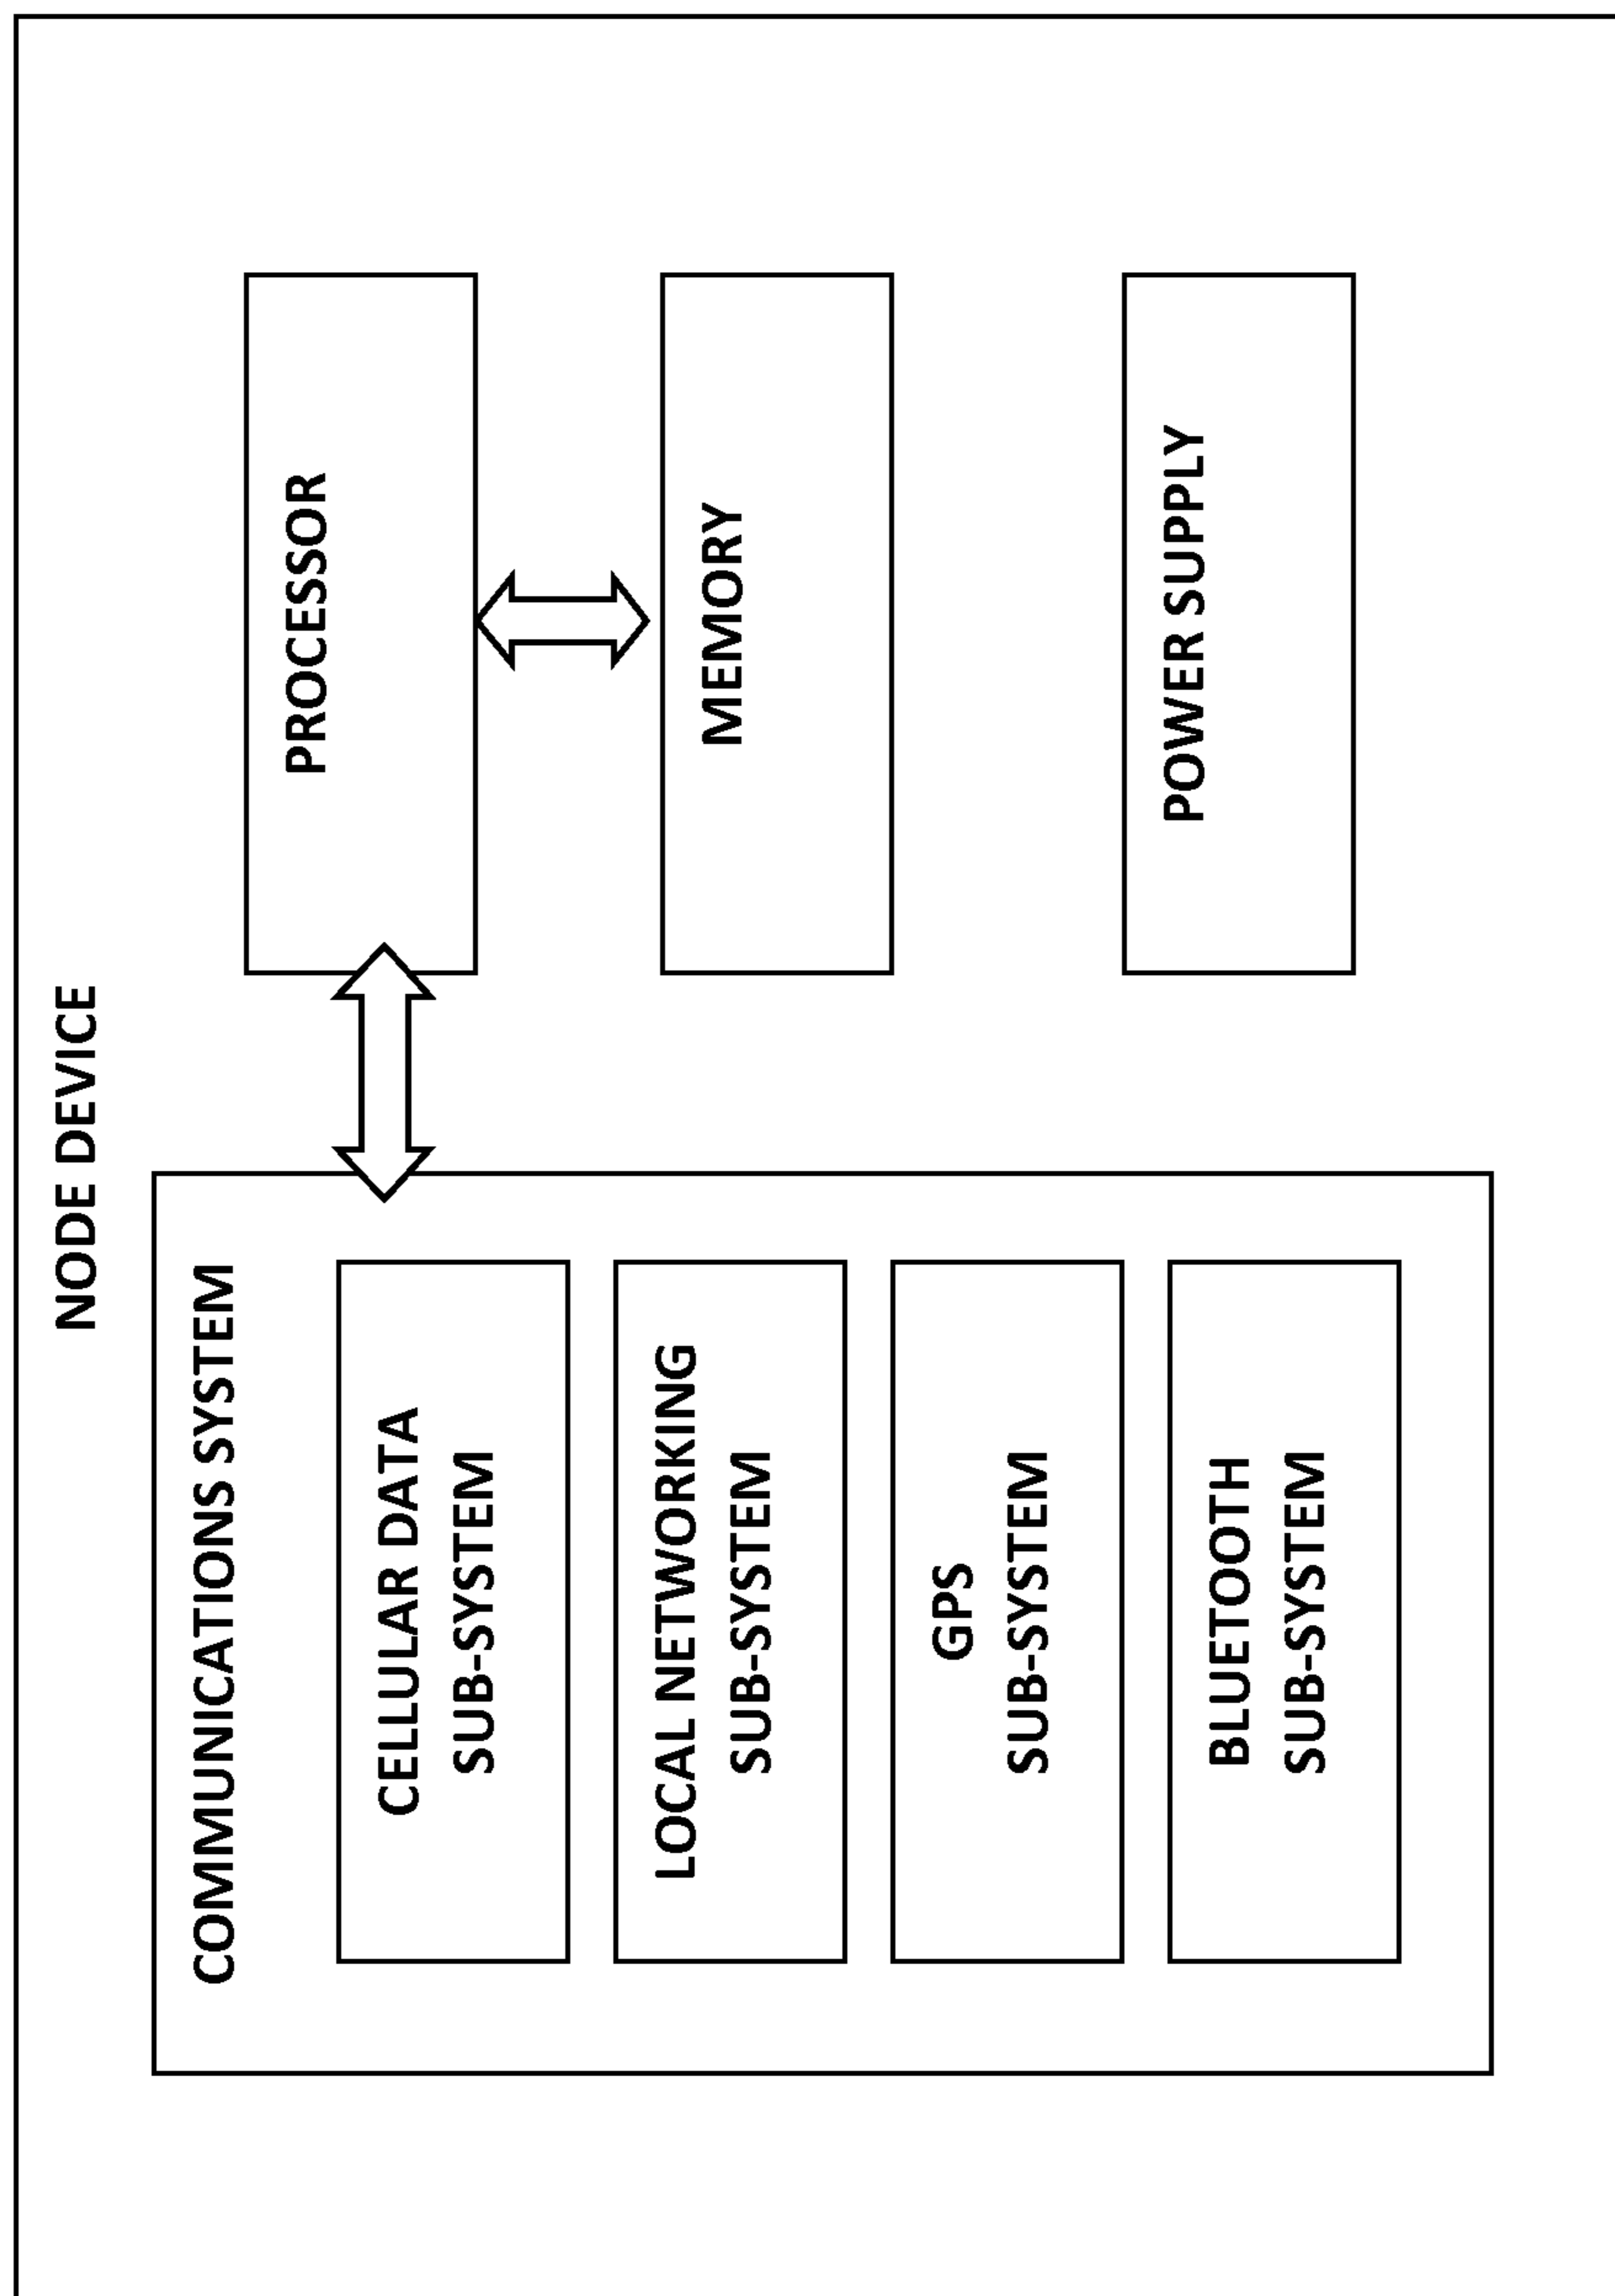 NODE DEVICE
COMMUNICATIONS SYSTEM
CELLULAR DATA
SUB-SYSTEM
LOCAL NETWORKING
SUB-SYSTEM
GPS
SUB-SYSTEM
BLUETOOTH
SUB-SYSTEM
PROCESSOR
MEMORY
POWER SUPPLY